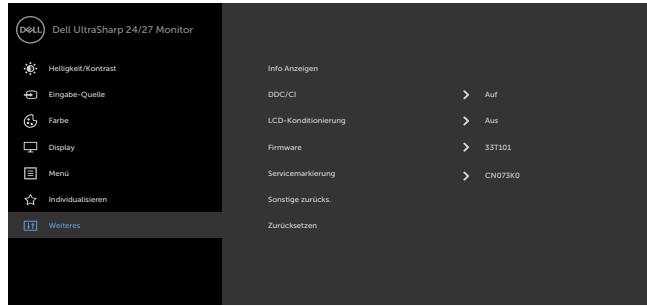 DELL Dell UltraSharp 24/27 Monitor
Helligkeit/Kontrast Info Anzeigen
Eingabe-Quelle DDC/CI Auf
Farbe LCD-Konditionierung Aus
Display Firmware 33T101
Menü Servicemarkierung CN073K0
Individualisieren Sonstige zurücks.
Weiteres Zurücksetzen